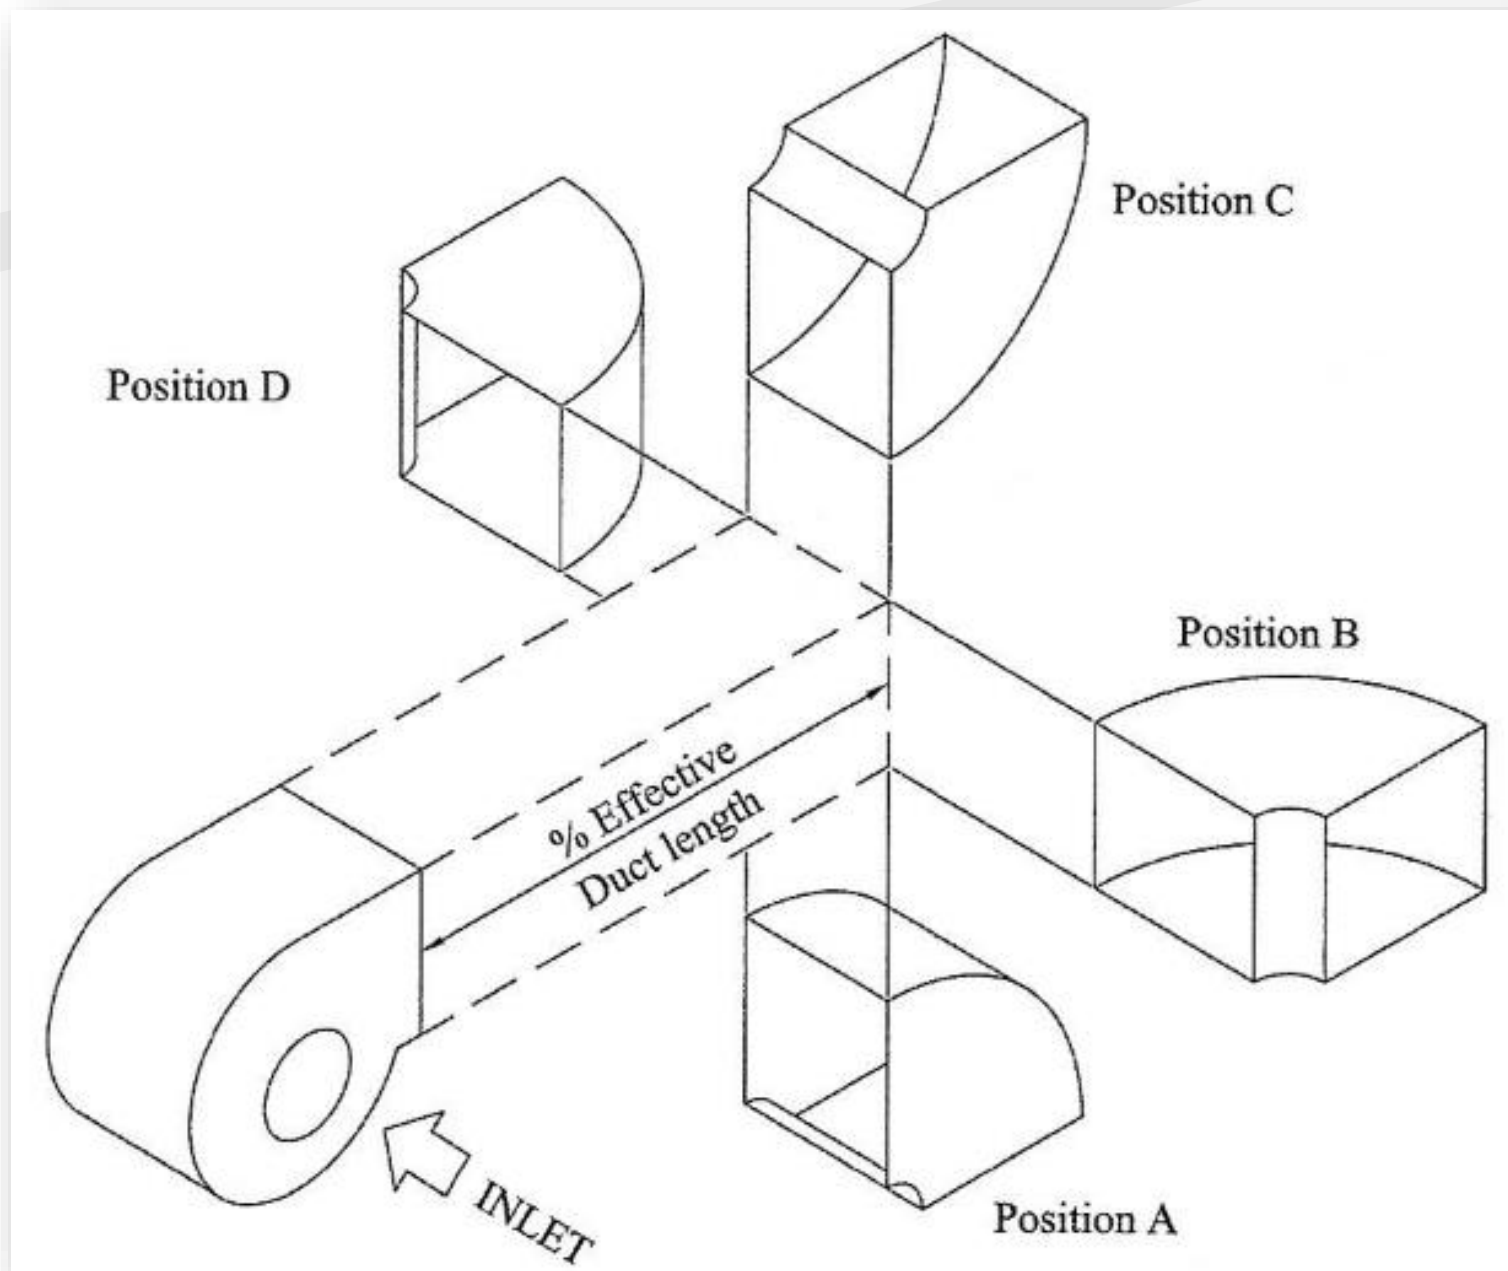 Position C
Position D
Position B
% Effective
Duct length
INLET
Position A